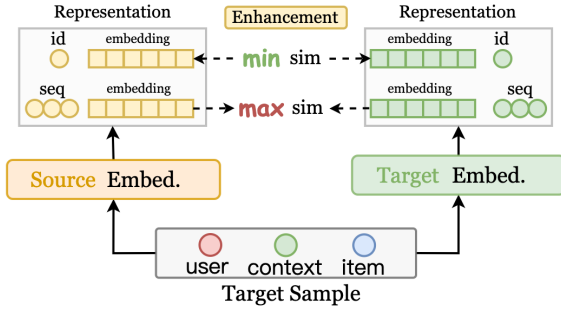 Representation
Enhancement
Representation
id
embedding
min sim
embedding
id
seq
embedding
max sim
embedding
seq
Source Embed.
Target Embed.
user
context
item
Target Sample